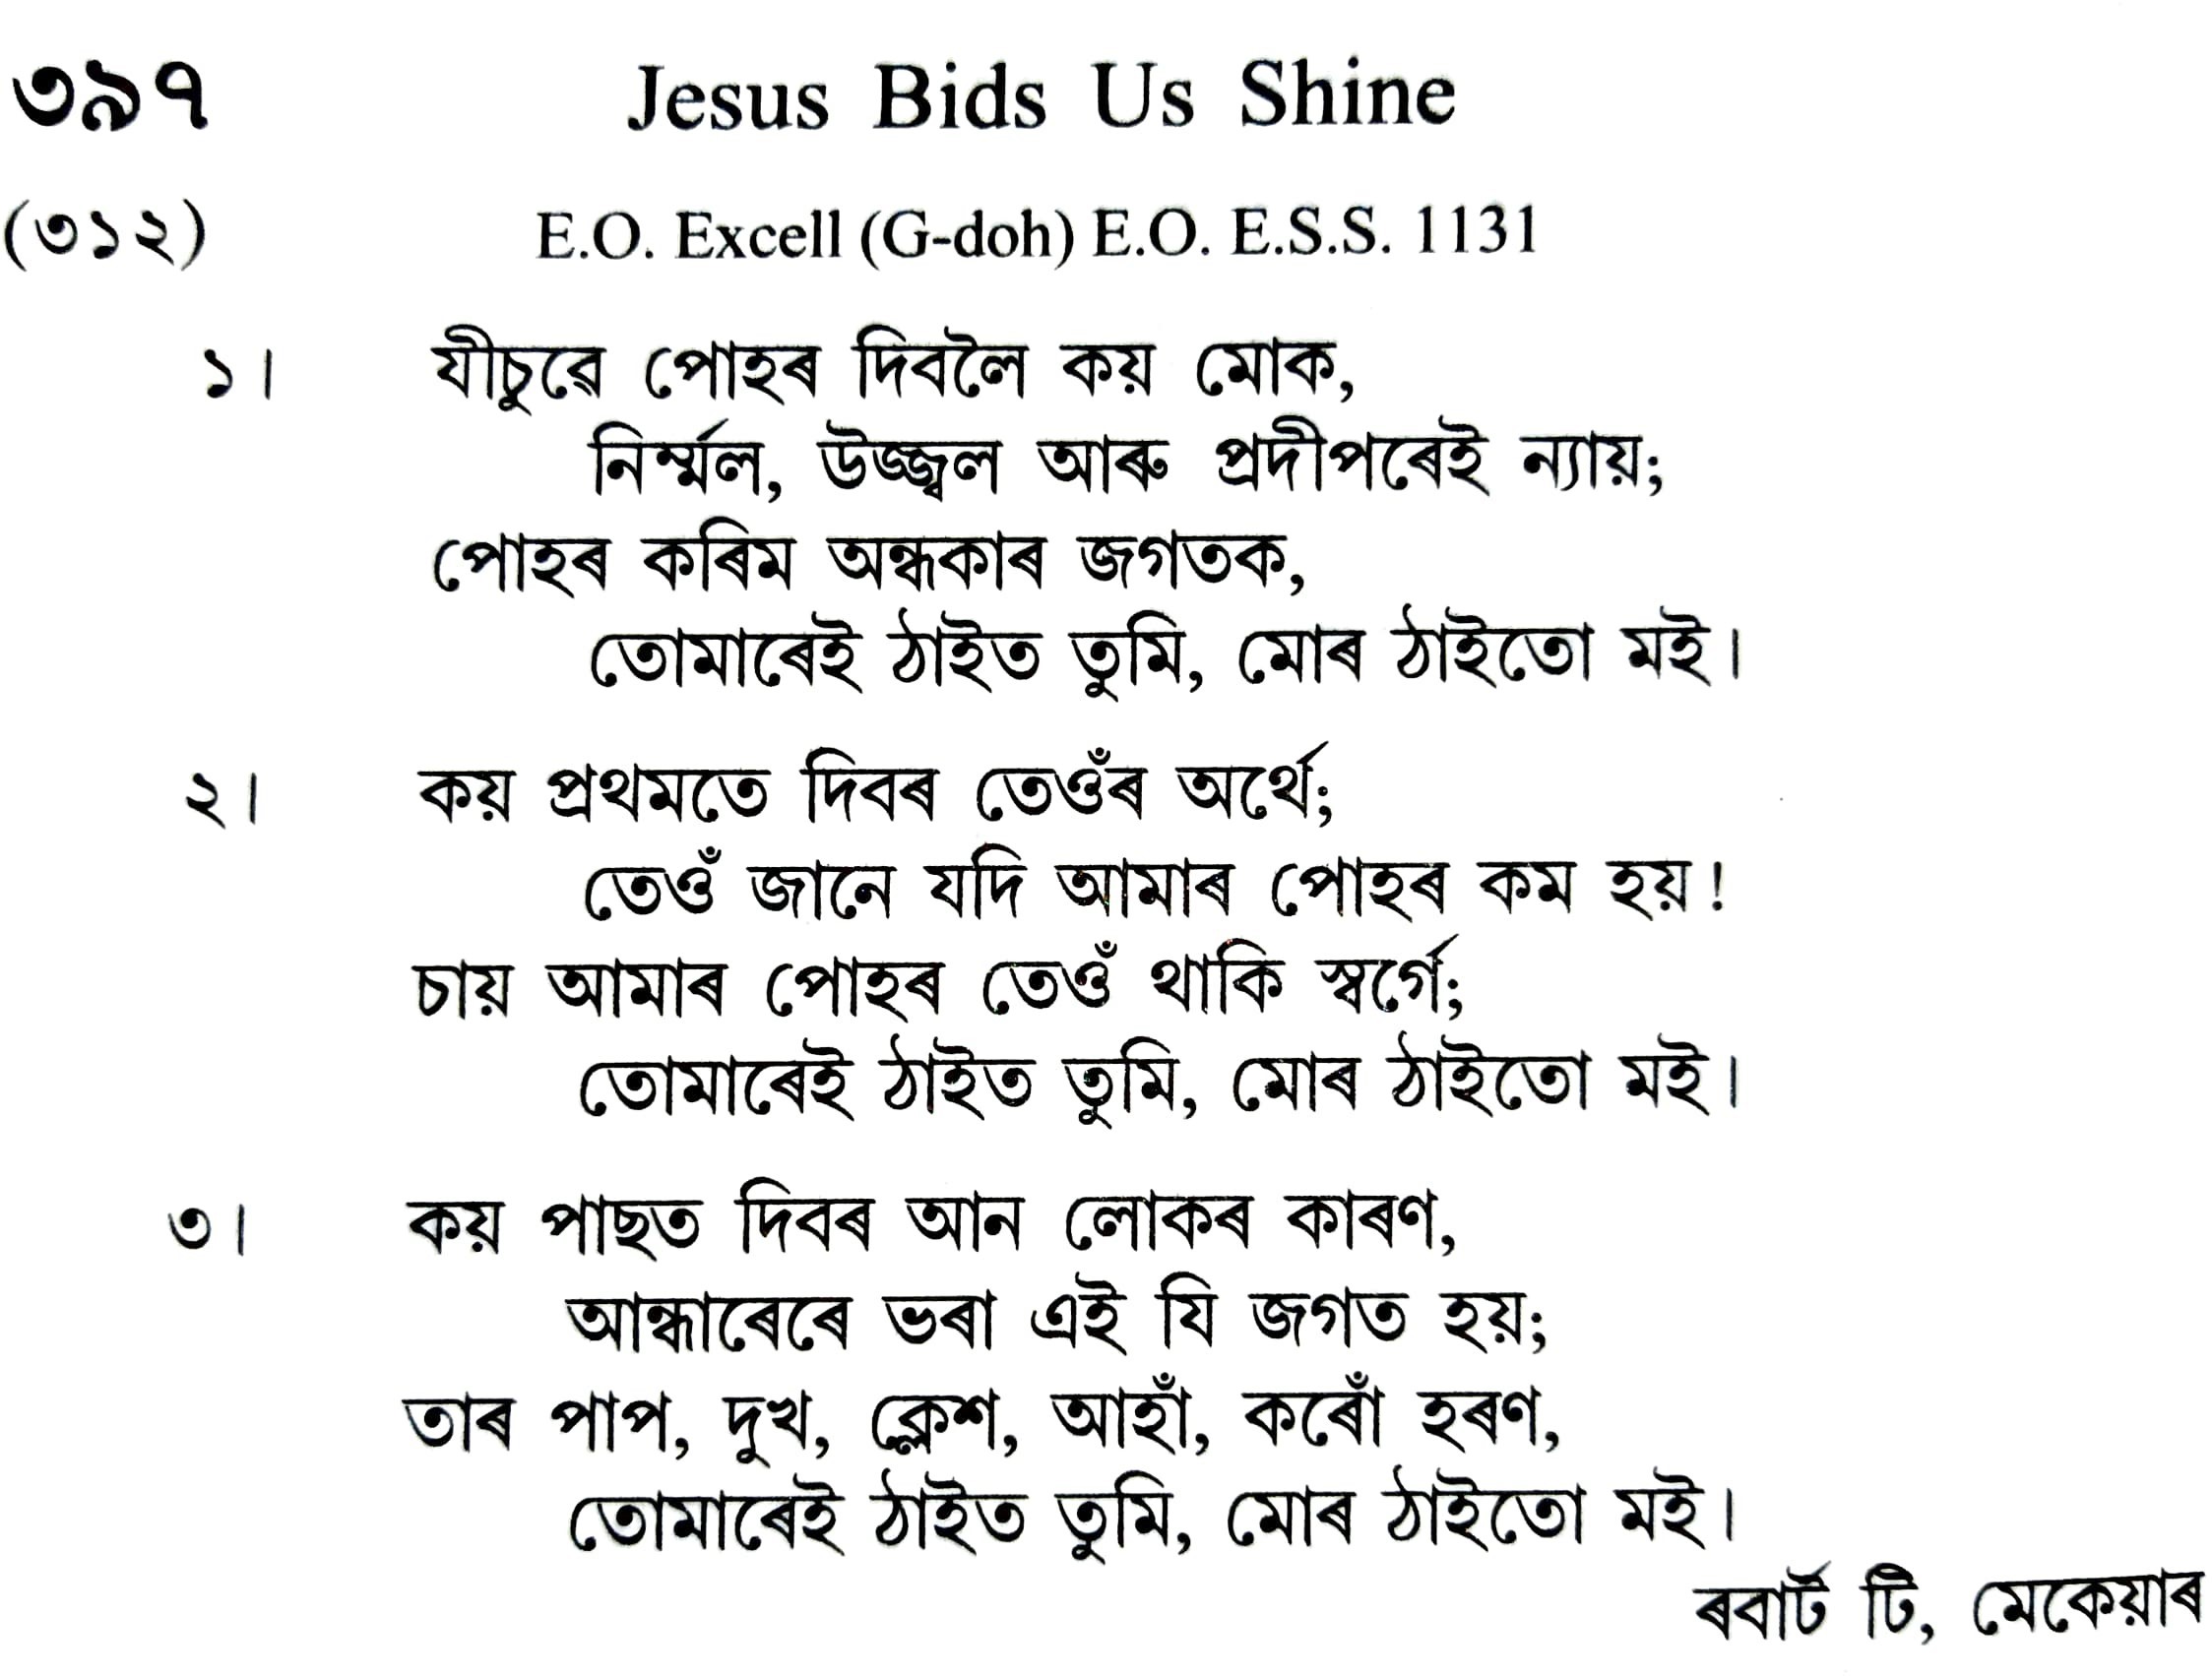 ৩৯৭ Jesus Bids Us Shine
(৩১২) E.O. Excell (G-doh) E.O. E.S.S. 1131
১। যীচুৱে পোহৰ দিবলৈ কয় মোক,
নিৰ্ম্মল, উজ্জ্বল আৰু প্ৰদীপৰেই ন্যায়;
পোহৰ কৰিম অন্ধকাৰ জগতক,
তোমাৰেই ঠাইত তুমি, মোৰ ঠাইতো মই।
২। কয় প্ৰথমতে দিবৰ তেওঁৰ অৰ্থে;
তেওঁ জানে যদি আমাৰ পোহৰ কম হয়!
চায় আমাৰ পোহৰ তেওঁ থাকি স্বৰ্গে;
তোমাৰেই ঠাইত তুমি, মোৰ ঠাইতো মই।
৩। কয় পাছত দিবৰ আন লোকৰ কাৰণ,
আন্ধাৰেৰে ভৰা এই যি জগত হয়;
তাৰ পাপ, দুখ, ক্লেশ, আহাঁ, কৰোঁ হৰণ,
তোমাৰেই ঠাইত তুমি, মোৰ ঠাইতো মই।
ৰবাৰ্ট টি, মেকেয়াৰ